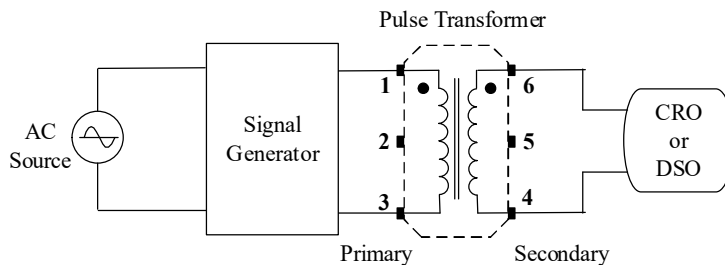 Pulse Transformer
AC
Source
Signal
Generator
1
2
3
6
5
4
CRO
or
DSO
Primary
Secondary